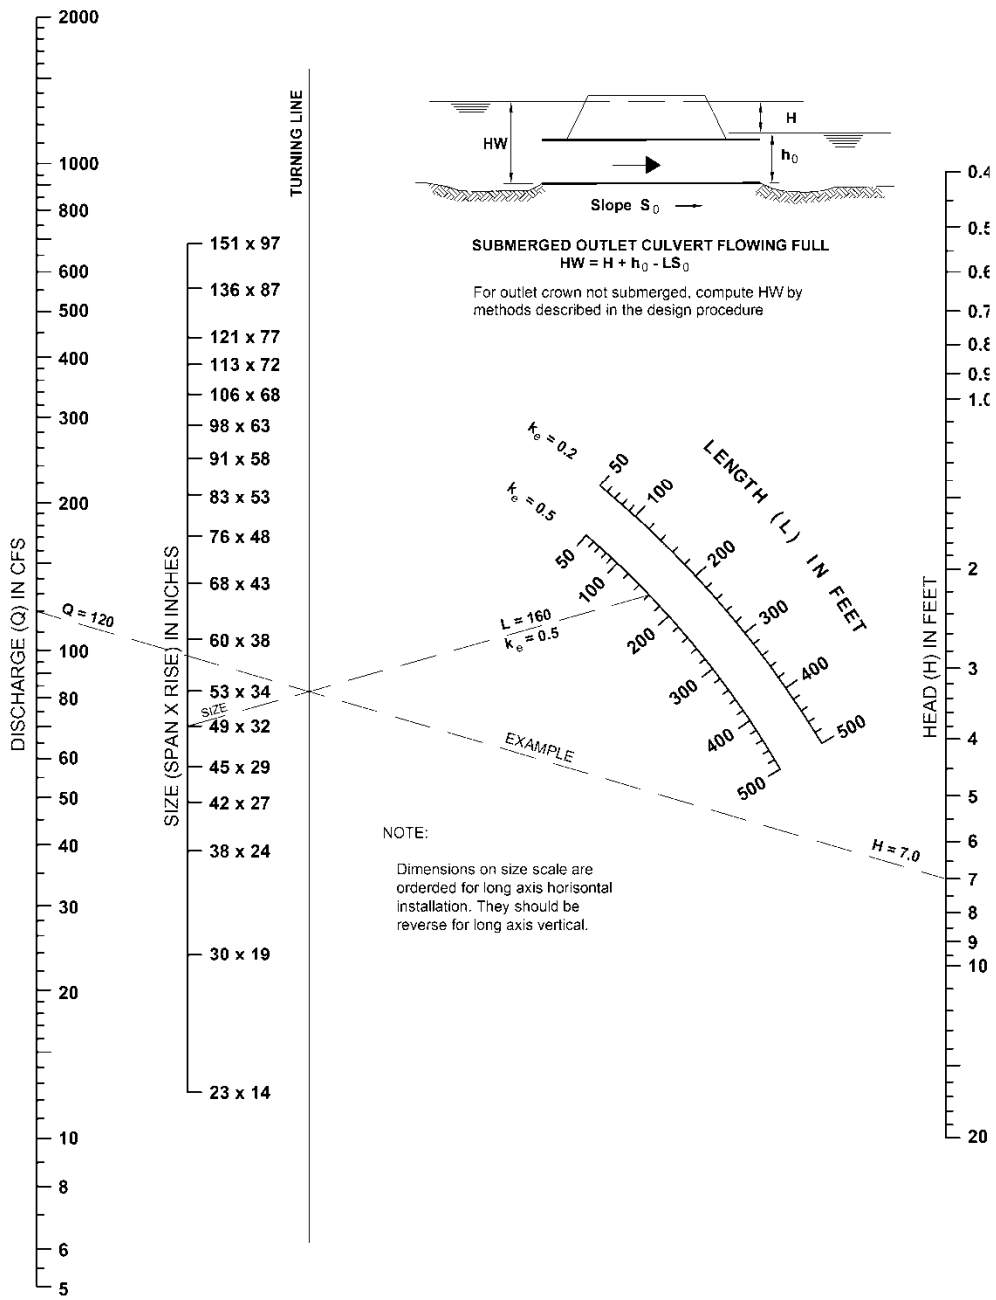 2000
1000
800
600
500
400
300
200
100
80
60
50
40
30
20
10
8
6
5
DISCHARGE (Q) IN CFS
151 x 97
136 x 87
121 x 77
113 x 72
106 x 68
98 x 63
91 x 58
83 x 53
76 x 48
68 x 43
60 x 38
53 x 34
49 x 32
45 x 29
42 x 27
38 x 24
30 x 19
23 x 14
SIZE (SPAN X RISE) IN INCHES
TURNING LINE
HW
H
h0
Slope S0
SUBMERGED OUTLET CULVERT FLOWING FULL
HW = H + h0 - LS0
For outlet crown not submerged, compute HW by
methods described in the design procedure
ke = 0.2
50
100
200
300
400
500
LENGTH (L) IN FEET
ke = 0.5
50
100
200
300
400
500
Q = 120
SIZE
L = 160
ke = 0.5
EXAMPLE
H = 7.0
NOTE:
Dimensions on size scale are
orderded for long axis horisontal
installation. They should be
reverse for long axis vertical.
0.4
0.5
0.6
0.7
0.8
0.9
1.0
2
3
4
5
6
7
8
9
10
20
HEAD (H) IN FEET